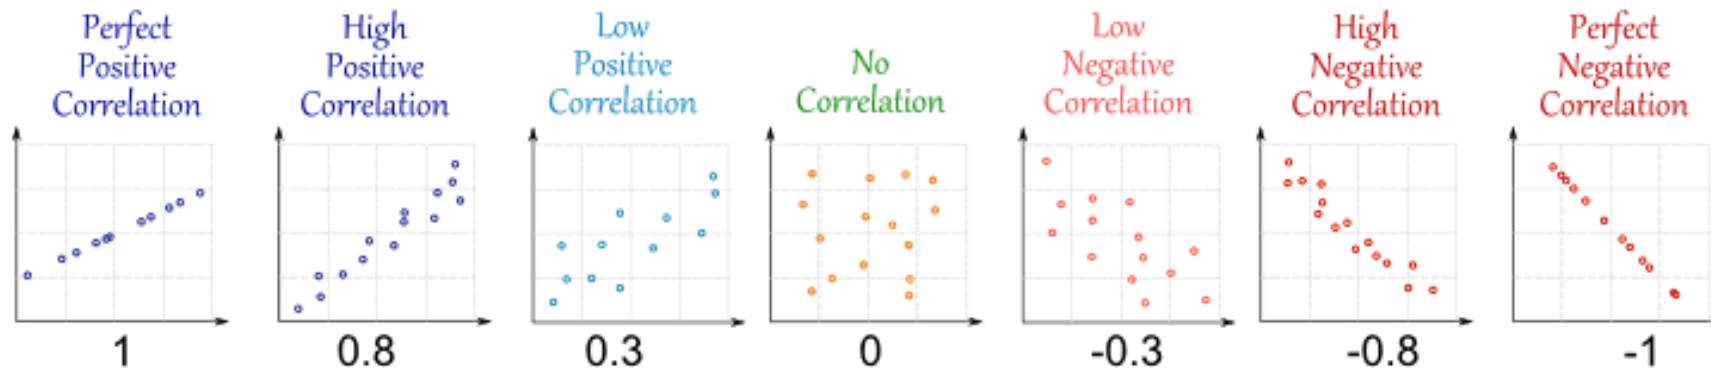 Perfect
Positive
Correlation
High
Positive
Correlation
Low
Positive
Correlation
No
Correlation
Low
Negative
Correlation
High
Negative
Correlation
Perfect
Negative
Correlation
1
0.8
0.3
0
-0.3
-0.8
-1